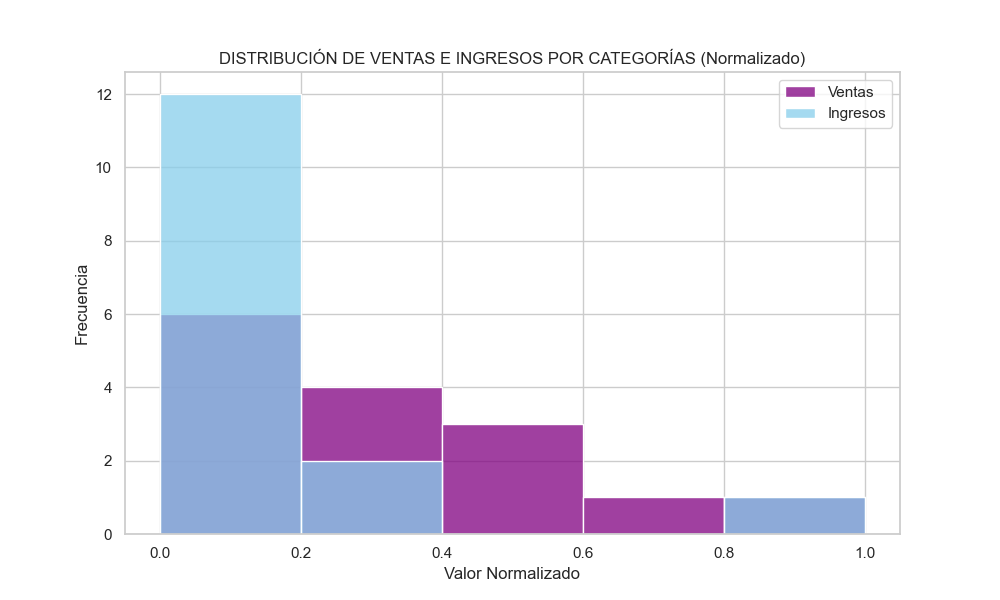 DISTRIBUCIÓN DE VENTAS E INGRESOS POR CATEGORÍAS (Normalizado)
Ventas
Ingresos
12
10
8
6
4
2
0
Frecuencia
0.0 0.2 0.4 0.6 0.8 1.0
Valor Normalizado